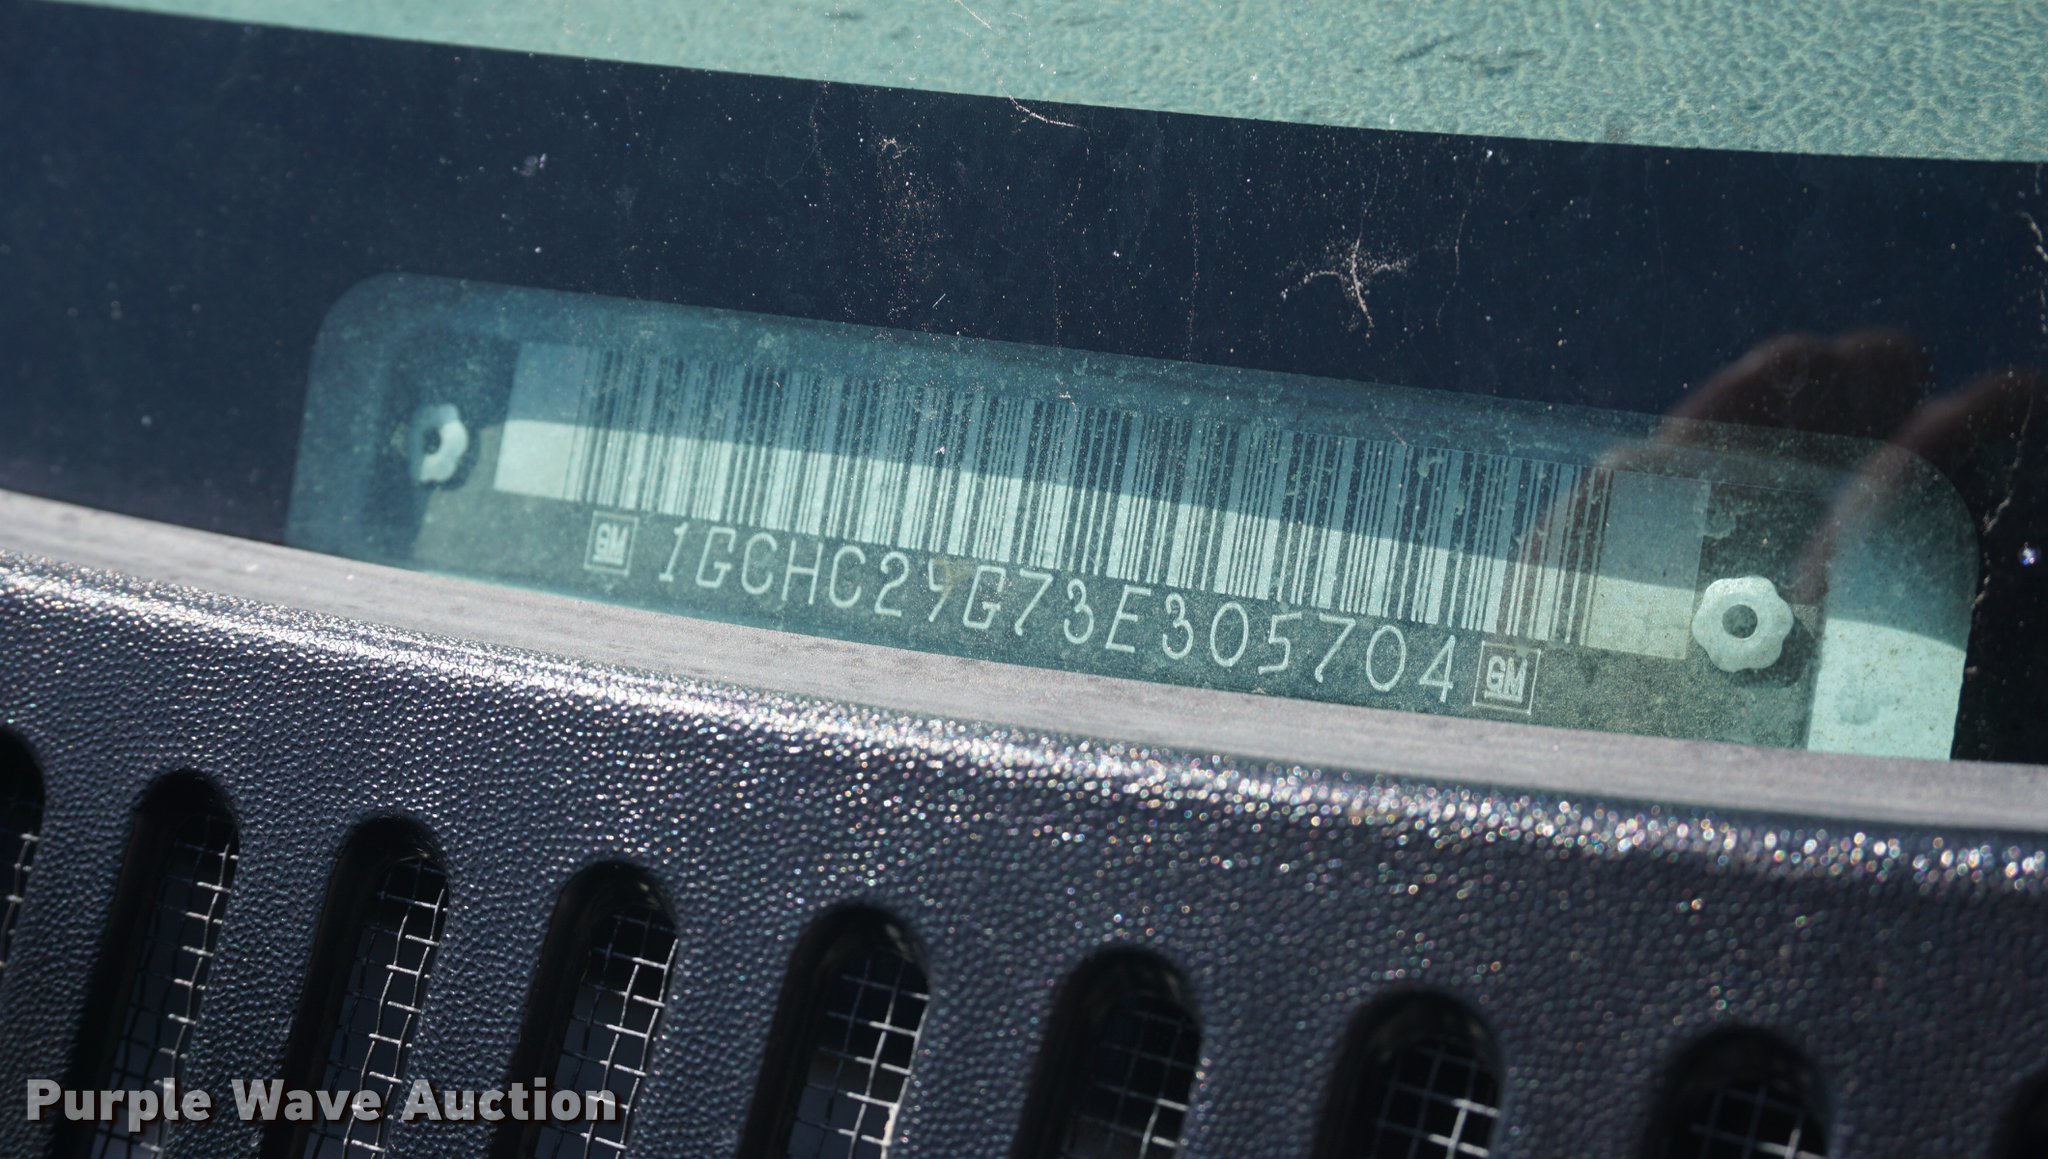 GM 1GCHC29G73E305704 GM
Purple Wave Auction